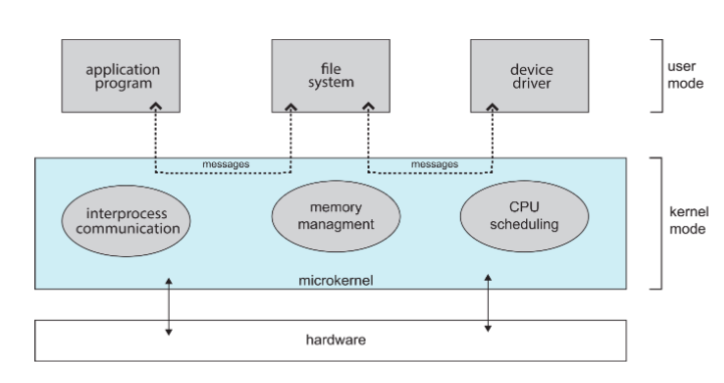 application
program
file
system
device
driver
user
mode
messages
messages
interprocess
communication
memory
managment
CPU
scheduling
kernel
mode
microkernel
hardware